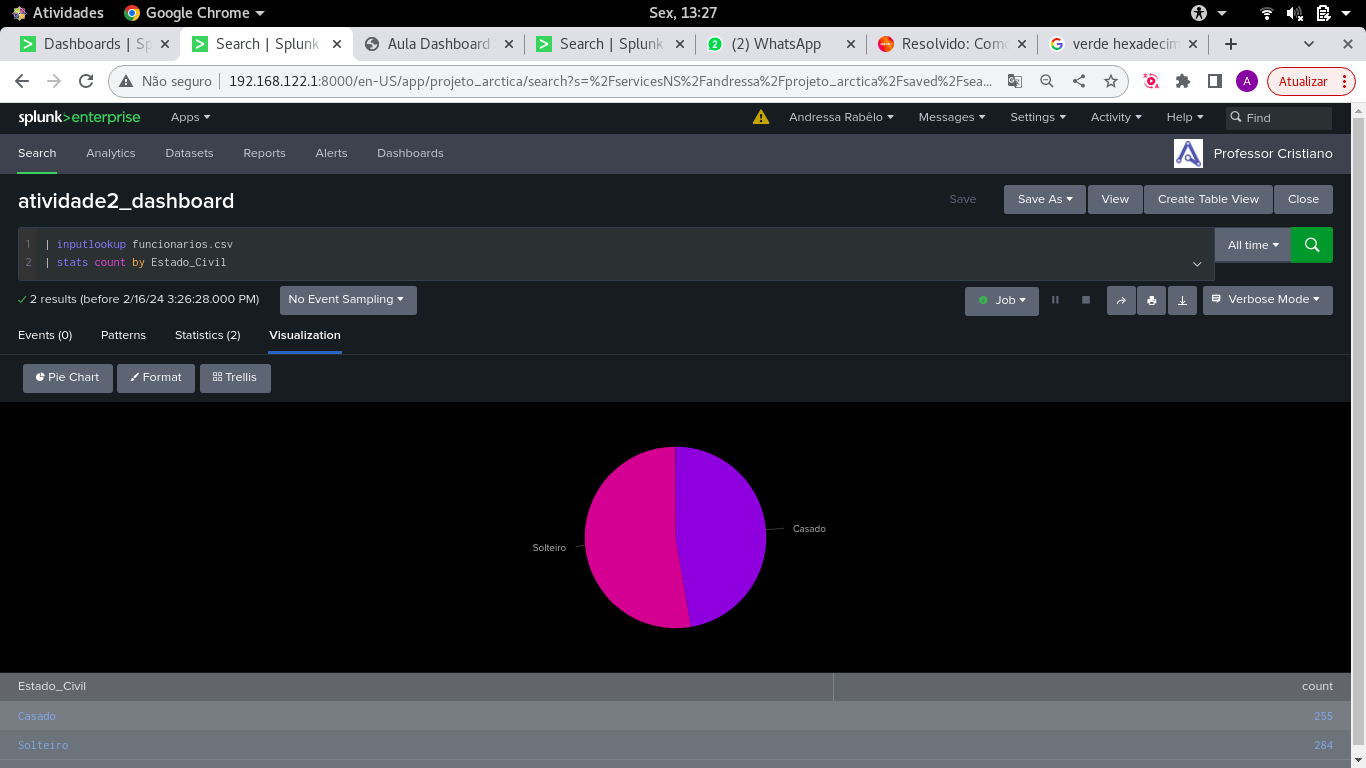 Atividades Google Chrome Sex, 13:27
Dashboards | Sp Search | Splunk Aula Dashboard Search | Splunk (2) WhatsApp Resolvido: Com verde hexadecim
Não seguro 192.168.122.1:8000/en-US/app/projeto_arctica/search?s=%2FservicesNS%2Fandressa%2Fprojeto_arctica%2Fsaved%2Fsea... A Atualizar
splunk>enterprise Apps Andressa Rabêlo Messages Settings Activity Help Find
Search Analytics Datasets Reports Alerts Dashboards Professor Cristiano
atividade2_dashboard Save Save As View Create Table View Close
1 | inputlookup funcionarios.csv
2 | stats count by Estado_Civil
All time
2 results (before 2/16/24 3:26:28.000 PM) No Event Sampling Job Verbose Mode
Events (0) Patterns Statistics (2) Visualization
Pie Chart Format Trellis
Casado
Solteiro
Estado_Civil count
Casado 255
Solteiro 284